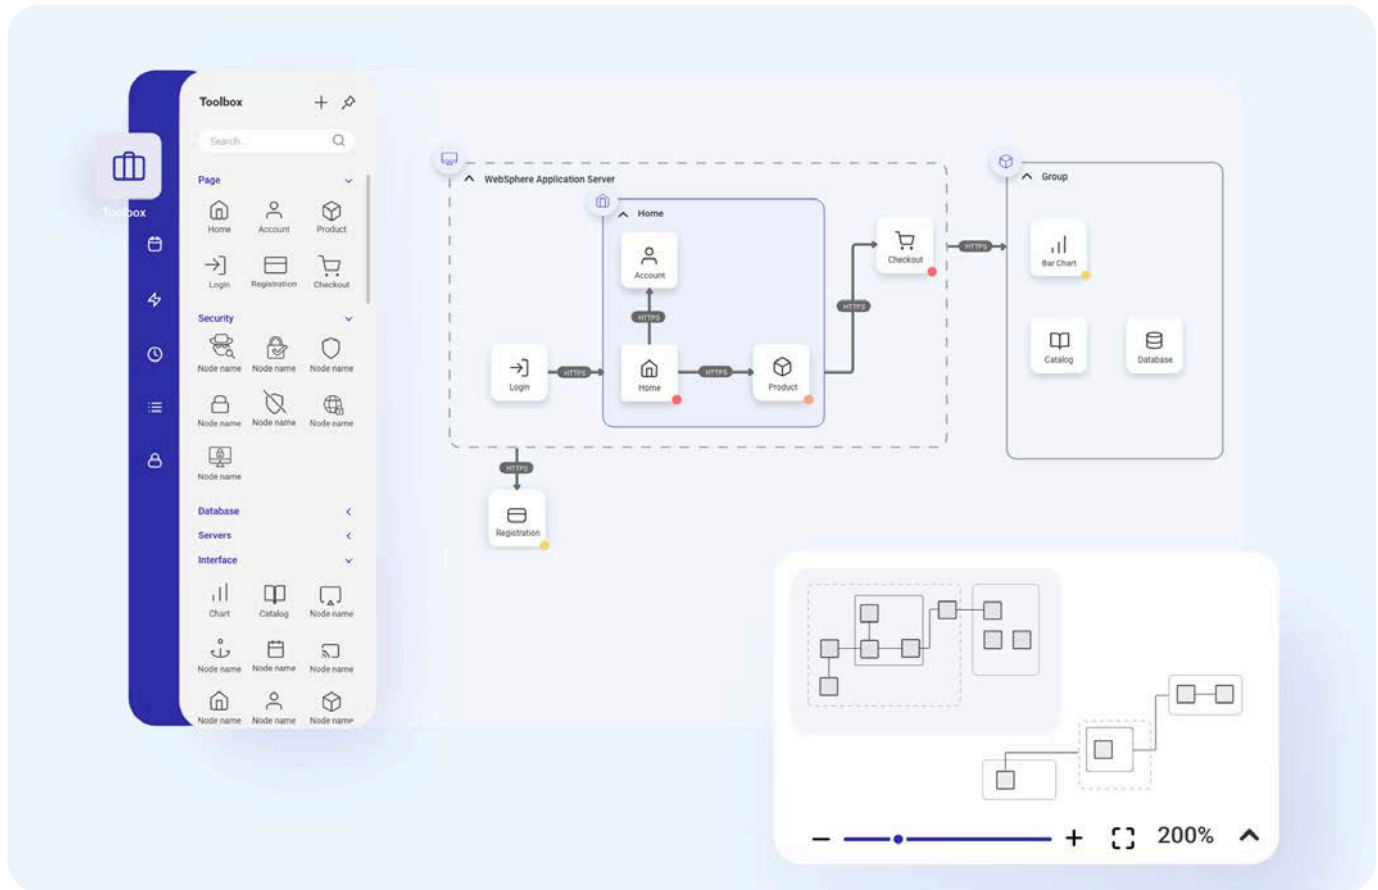 Toolbox
Search...
Toolbox
Page
Home Account Product
Login Registration Checkout
Security
Node name Node name Node name
Node name Node name Node name
Node name
Database
Servers
Interface
Chart Catalog Node name
Node name Node name Node name
Node name Node name Node name
WebSphere Application Server
Home
Account
HTTPS
Login
HTTPS
Home
HTTPS
Product
HTTPS
Checkout
HTTPS
Group
Bar Chart
Catalog
Database
HTTPS
Registration
200%